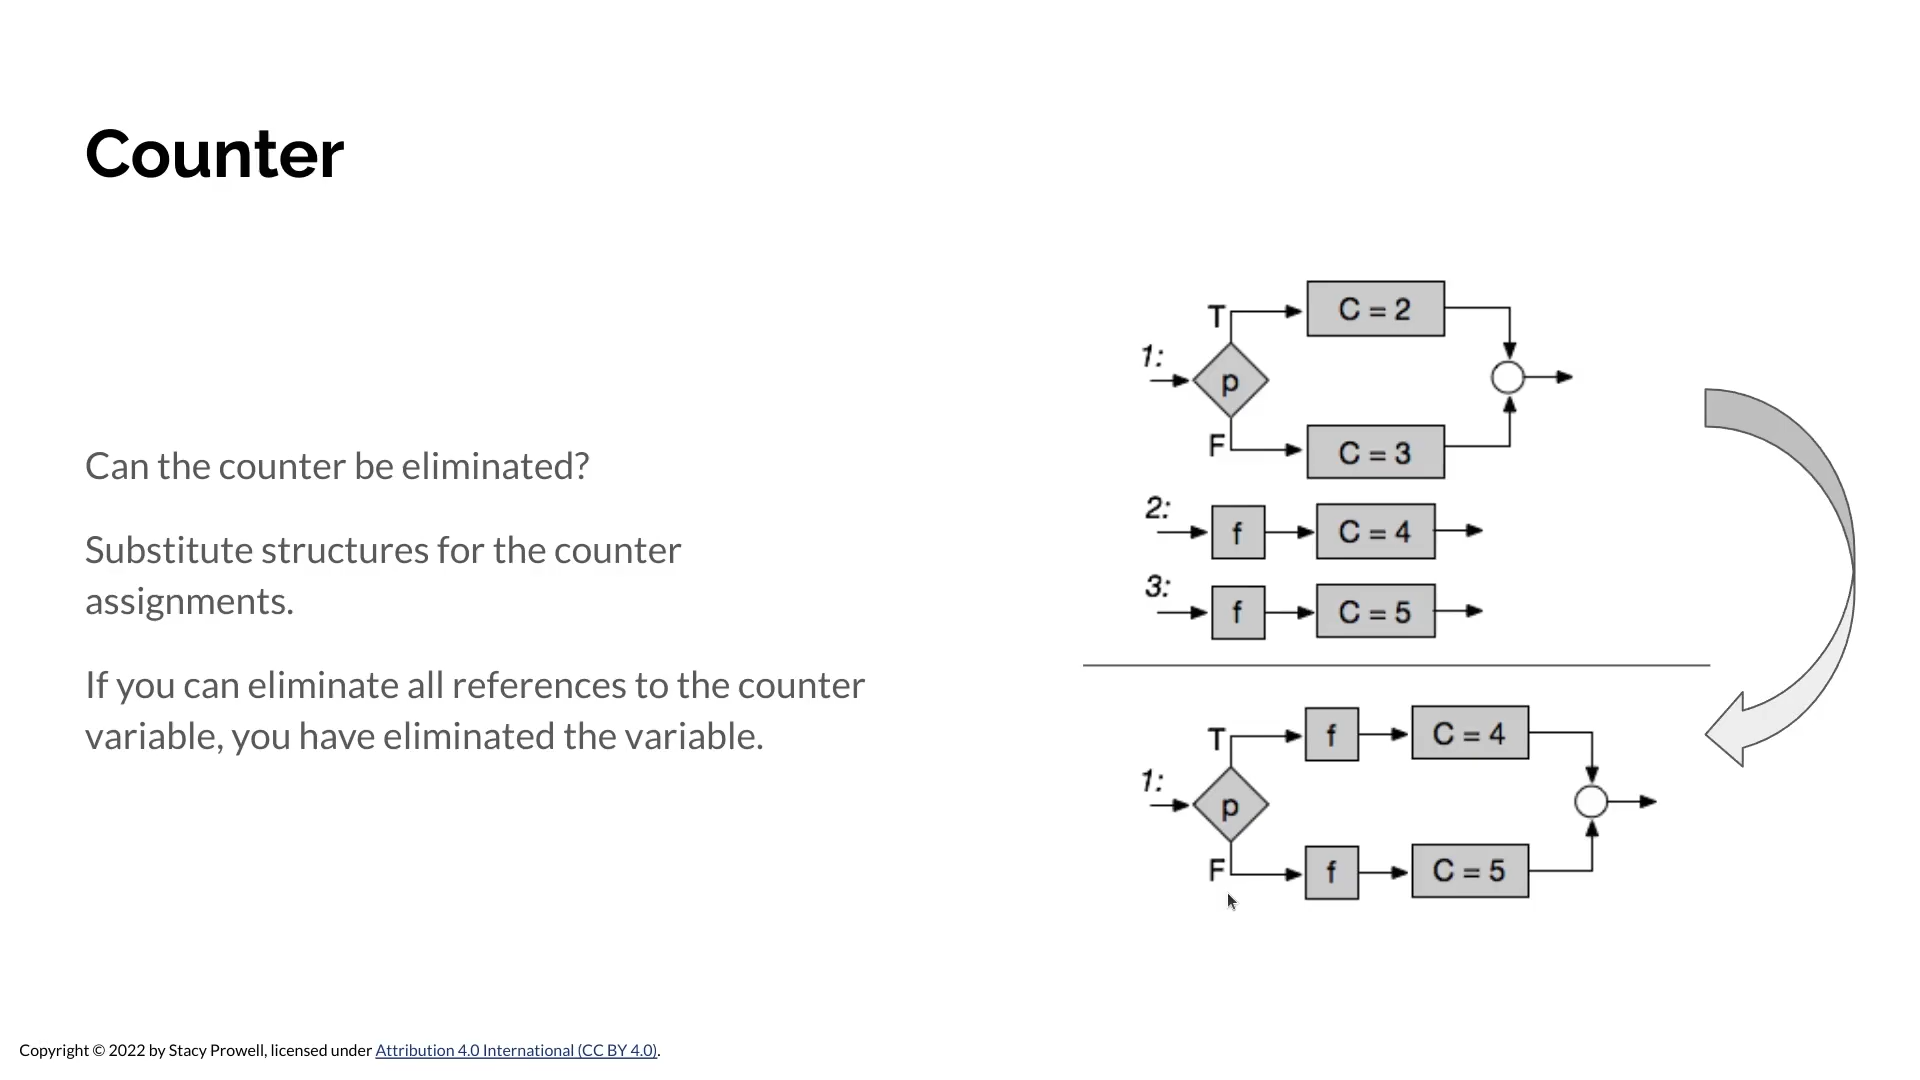 Counter
Can the counter be eliminated?
Substitute structures for the counter
assignments.
If you can eliminate all references to the counter
variable, you have eliminated the variable.
T
C = 2
1:
p
F
C = 3
2:
f
C = 4
3:
f
C = 5
T
f
C = 4
1:
p
F
f
C = 5
Copyright © 2022 by Stacy Prowell, licensed under Attribution 4.0 International (CC BY 4.0).